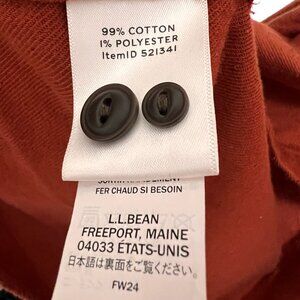 99% COTTON
1% POLYESTER
ItemID 521341
FER CHAUD SI BESOIN
L.L.BEAN
FREEPORT, MAINE
04033 ÉTATS-UNIS
日本語は裏面をご覧ください。
FW24